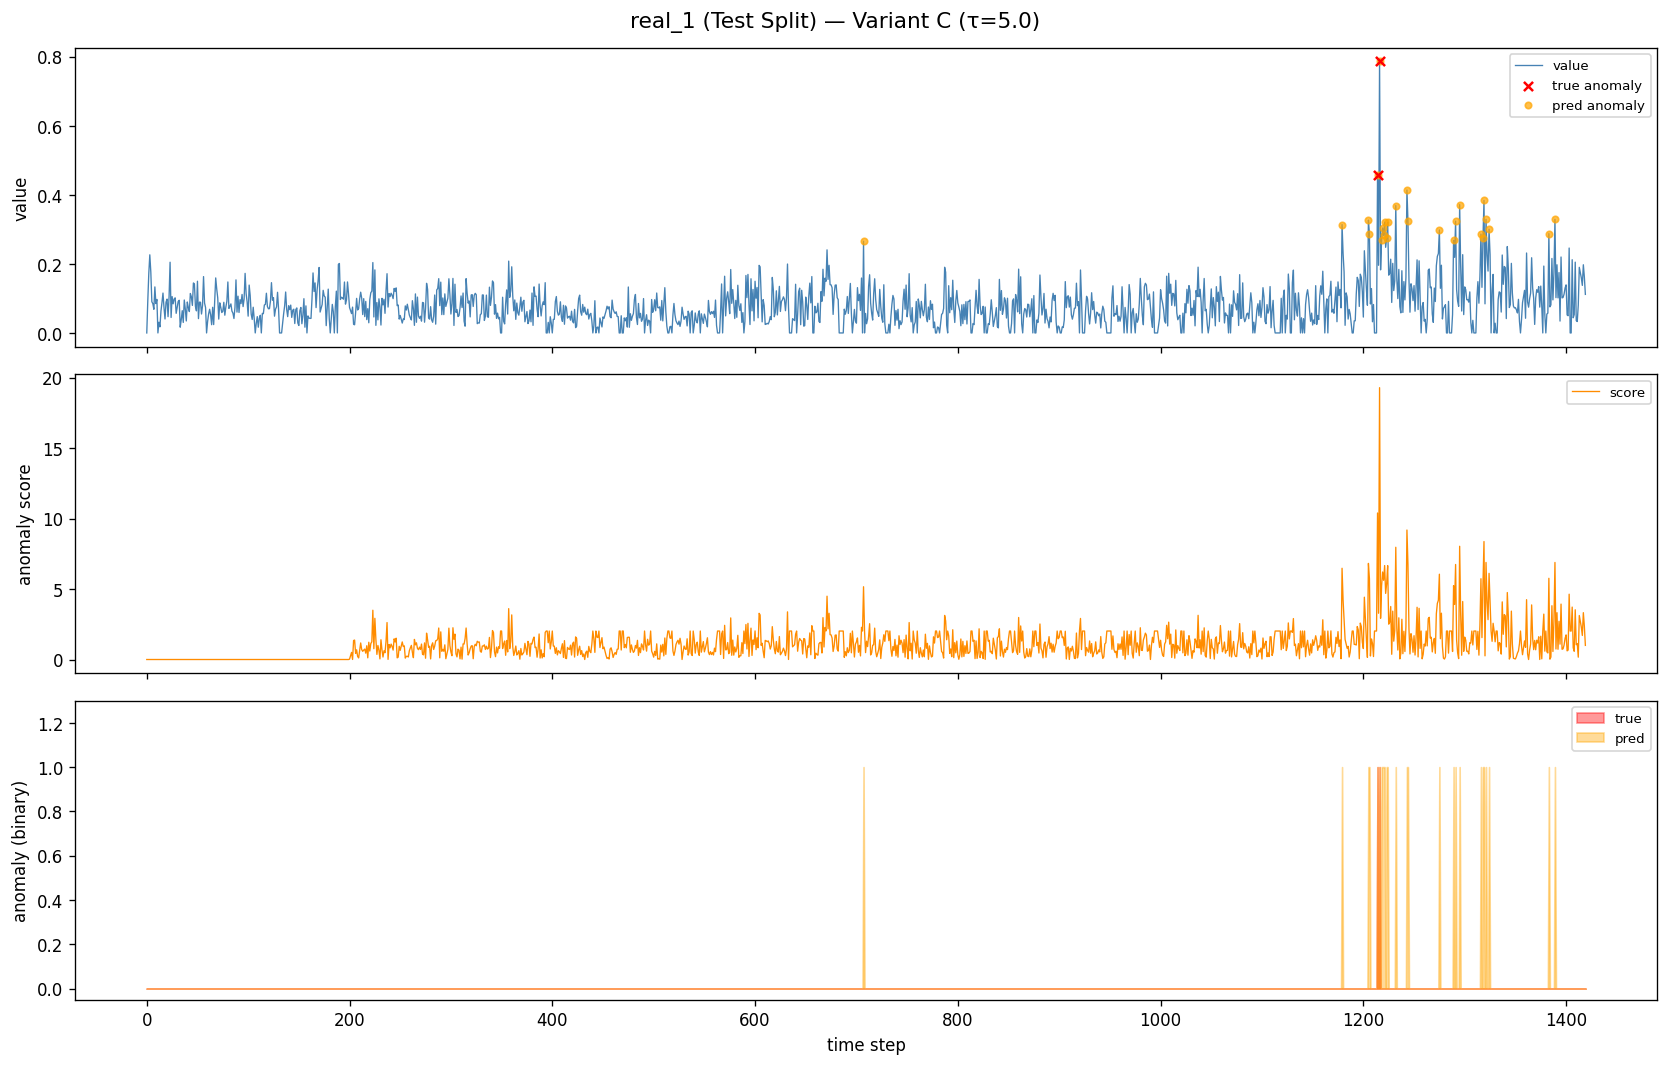 real_1 (Test Split) — Variant C (τ=5.0)
value
0.8
0.6
0.4
0.2
0.0
value
true anomaly
pred anomaly
anomaly score
20
15
10
5
0
score
anomaly (binary)
1.2
1.0
0.8
0.6
0.4
0.2
0.0
true
pred
0 200 400 600 800 1000 1200 1400
time step